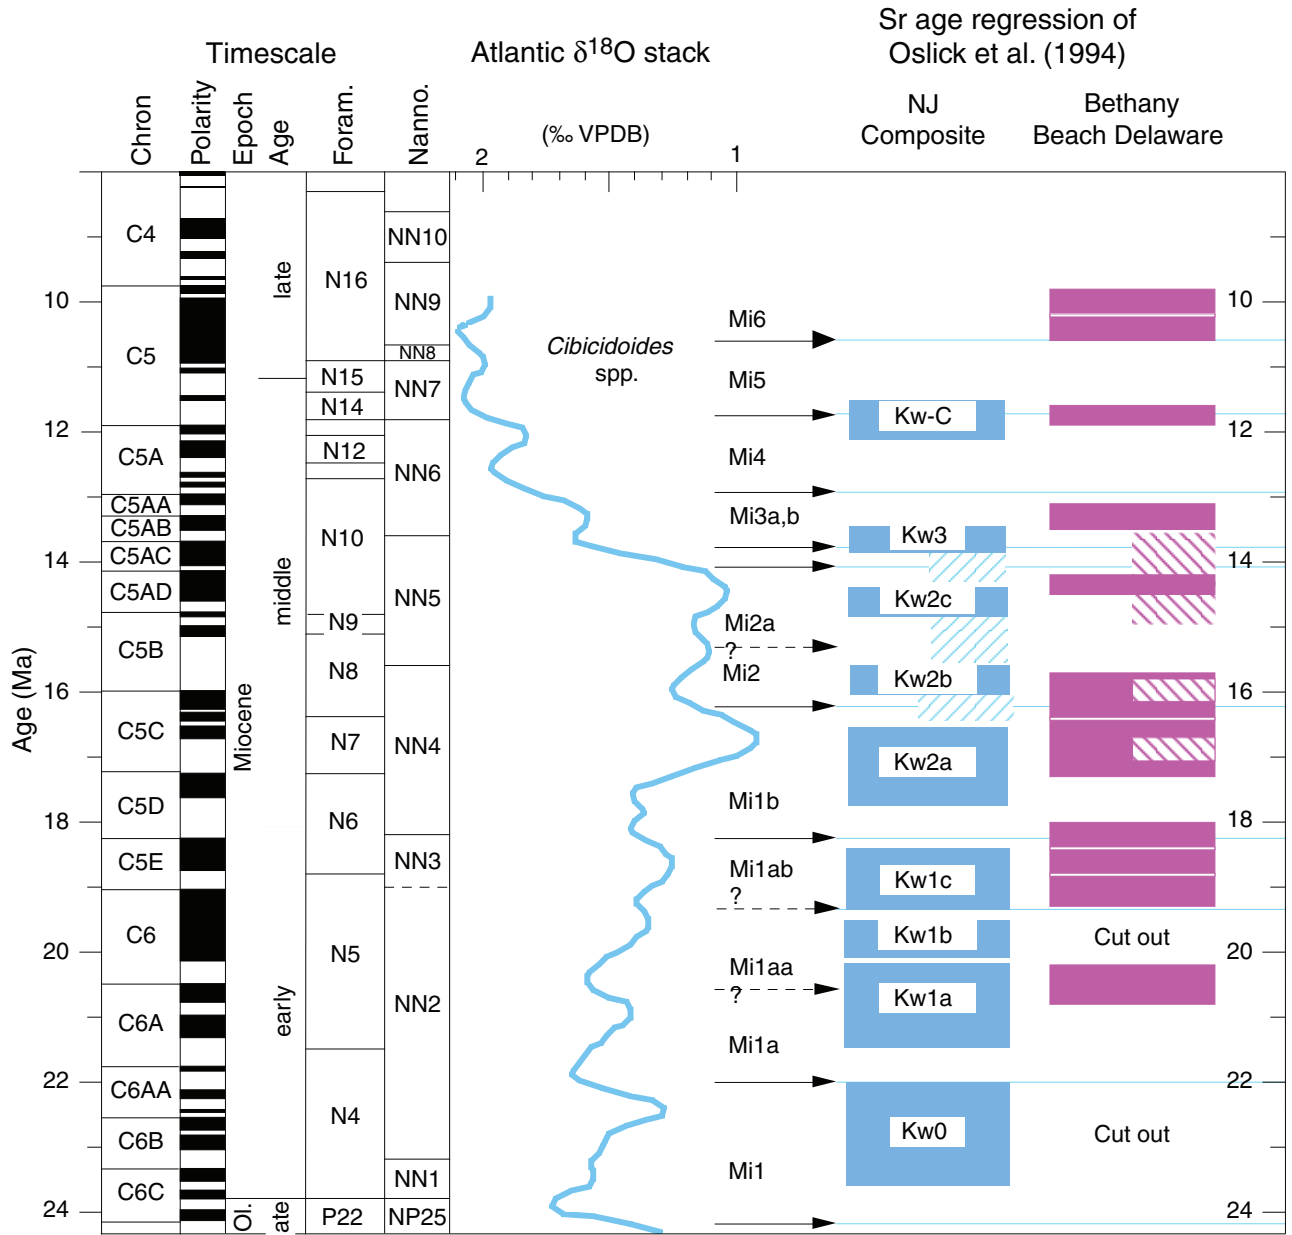 Timescale
Atlantic δ18O stack
Sr age regression of
Oslick et al. (1994)
Chron
Polarity
Epoch
Age
Foram.
Nanno.
(‰ VPDB)
2
1
NJ
Composite
Bethany
Beach Delaware
Age (Ma)
10
12
14
16
18
20
22
24
C4
C5
C5A
C5AA
C5AB
C5AC
C5AD
C5B
C5C
C5D
C5E
C6
C6A
C6AA
C6B
C6C
Miocene
Ol.
late
middle
early
ate
N16
N15
N14
N12
N10
N9
N8
N7
N6
N5
N4
P22
NN10
NN9
NN8
NN7
NN6
NN5
NN4
NN3
NN2
NN1
NP25
Cibicidoides
spp.
Mi6
Mi5
Mi4
Mi3a,b
Mi2a
?
Mi2
Mi1b
Mi1ab
?
Mi1aa
?
Mi1a
Mi1
Kw-C
Kw3
Kw2c
Kw2b
Kw2a
Kw1c
Kw1b
Kw1a
Kw0
Cut out
Cut out
10
12
14
16
18
20
22
24